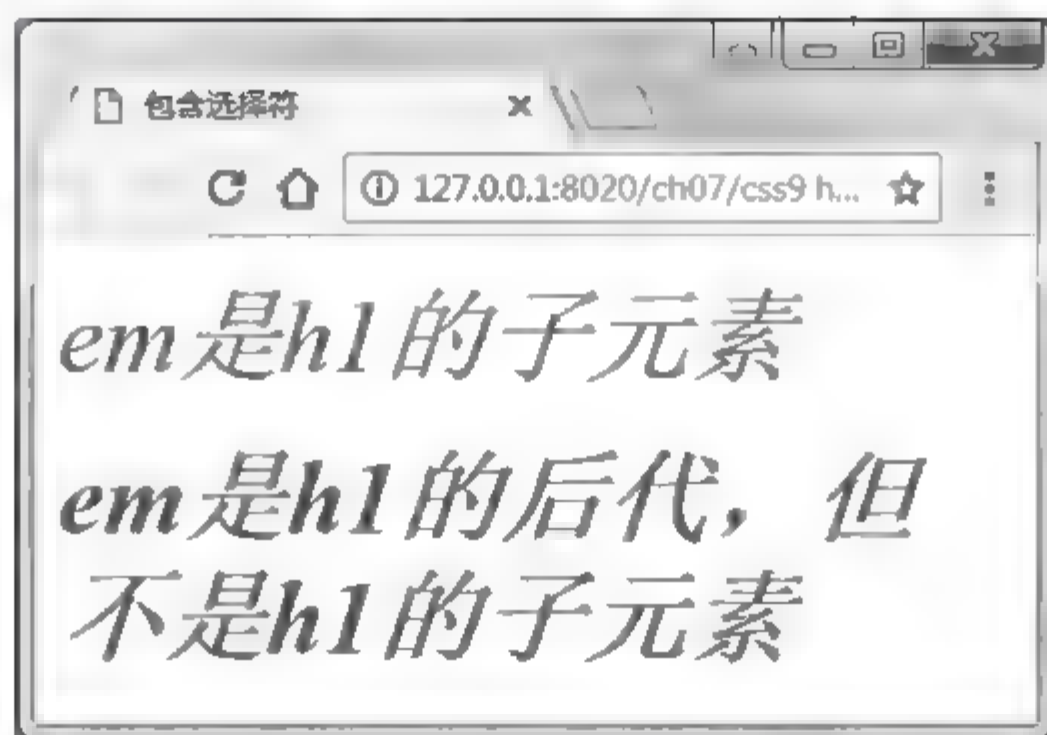 包含选择符
127.0.0.1:8020/ch07/css9 h...
em是h1的子元素
em是h1的后代，但
不是h1的子元素